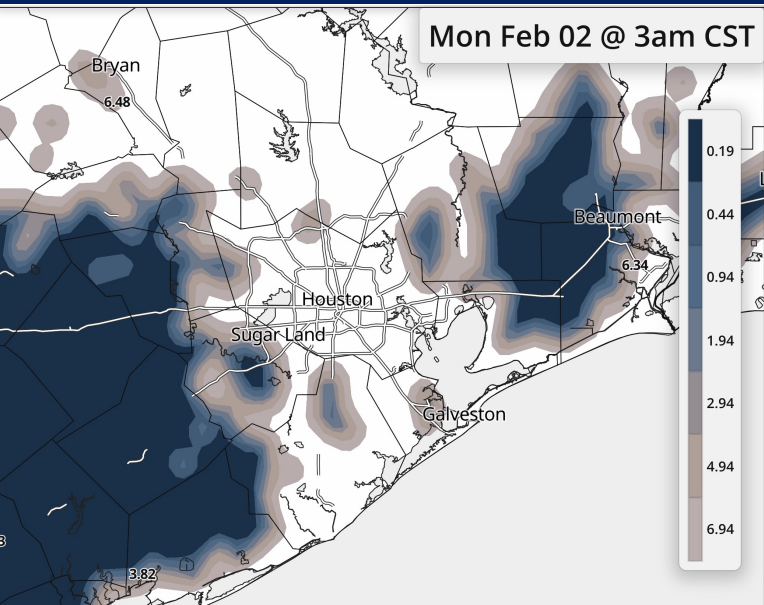 Mon Feb 02 @ 3am CST
Bryan
6.48
0.19
0.44
0.94
1.94
2.94
4.94
6.94
L
Beaumont
6.34
Houston
Sugar Land
Galveston
3
3.82